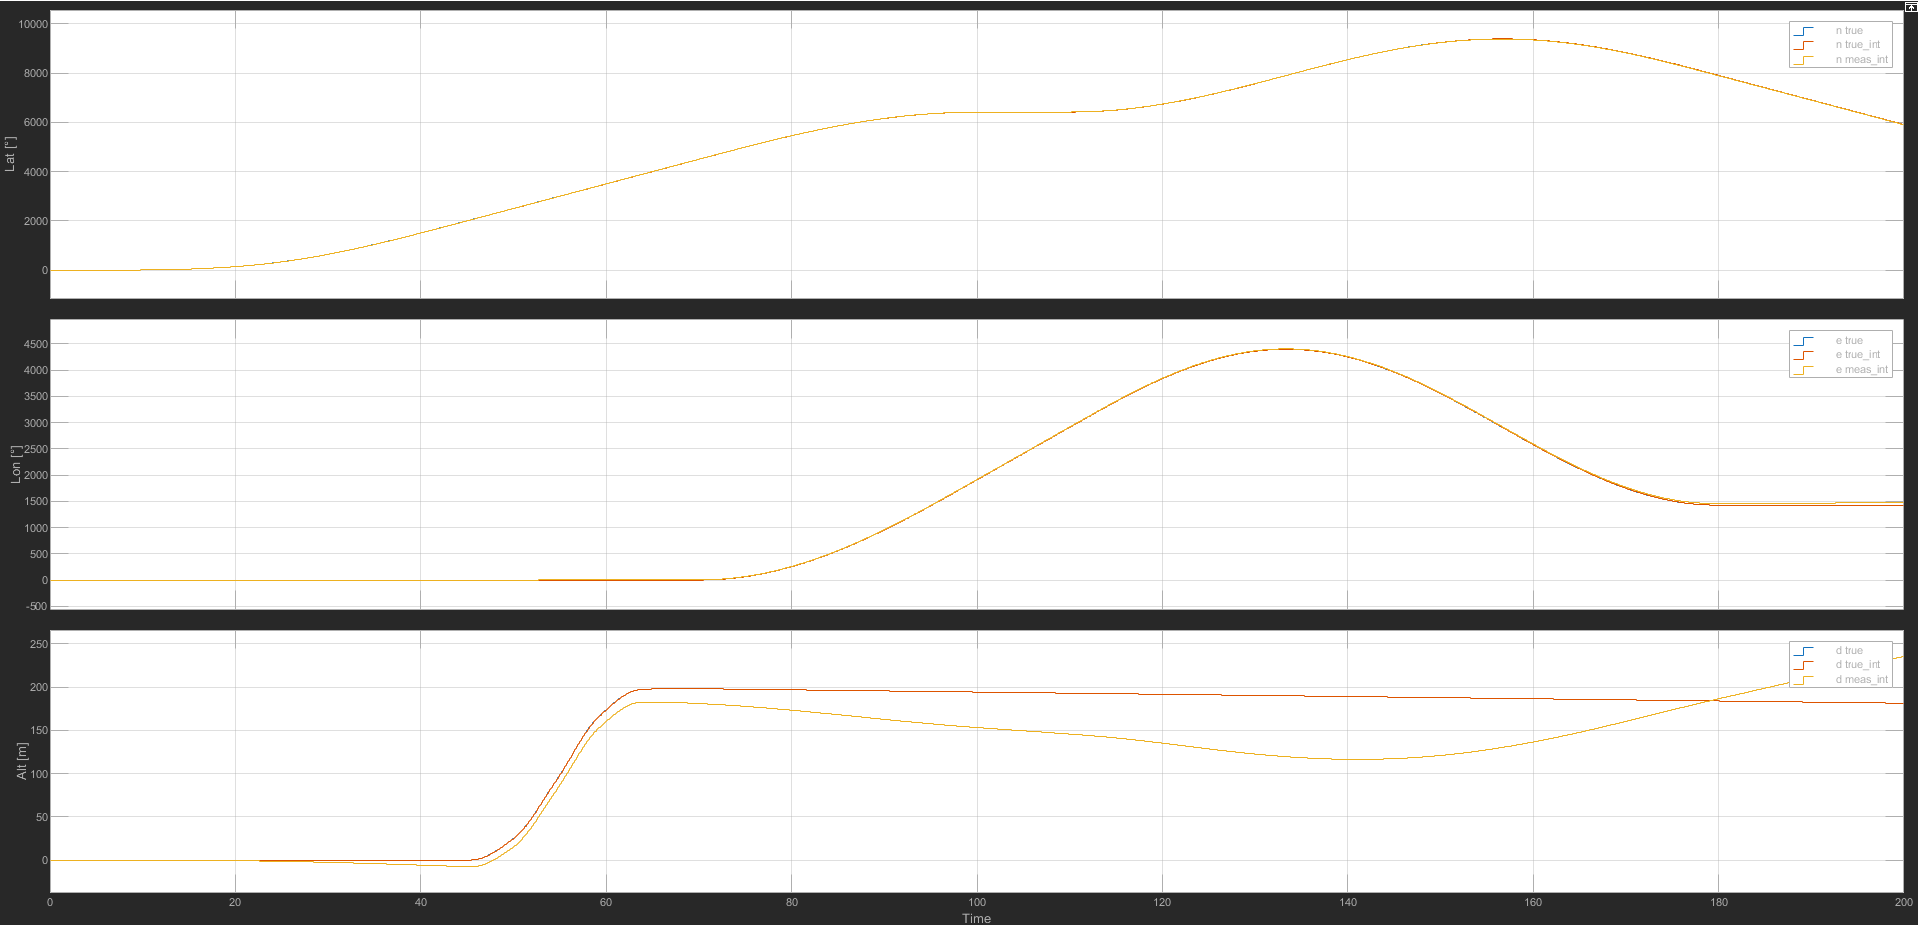 10000
8000
6000
4000
2000
0
Lat [°]
n true
n true_int
n meas_int
4500
4000
3500
3000
2500
2000
1500
1000
500
0
-500
Lon [°]
e true
e true_int
e meas_int
250
200
150
100
50
0
Alt [m]
d true
d true_int
d meas_int
0 20 40 60 80 100 120 140 160 180 200
Time